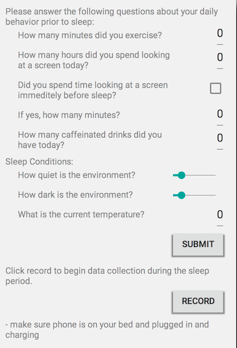 Please answer the following questions about your daily
behavior prior to sleep:
How many minutes did you exercise? 0
How many hours did you spend looking
at a screen today? 0
Did you spend time looking at a screen
immeditely before sleep?
If yes, how many minutes? 0
How many caffeinated drinks did you
have today? 0
Sleep Conditions:
How quiet is the environment?
How dark is the environment?
What is the current temperature? 0
SUBMIT
Click record to begin data collection during the sleep
period.
RECORD
- make sure phone is on your bed and plugged in and
charging